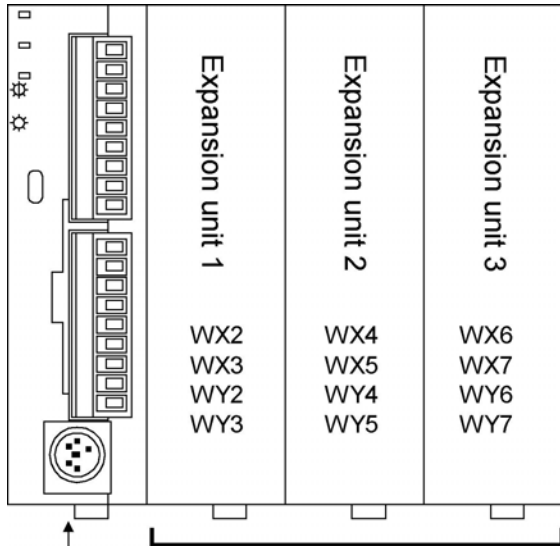 Expansion unit 1
WX2
WX3
WY2
WY3
Expansion unit 2
WX4
WX5
WY4
WY5
Expansion unit 3
WX6
WX7
WY6
WY7